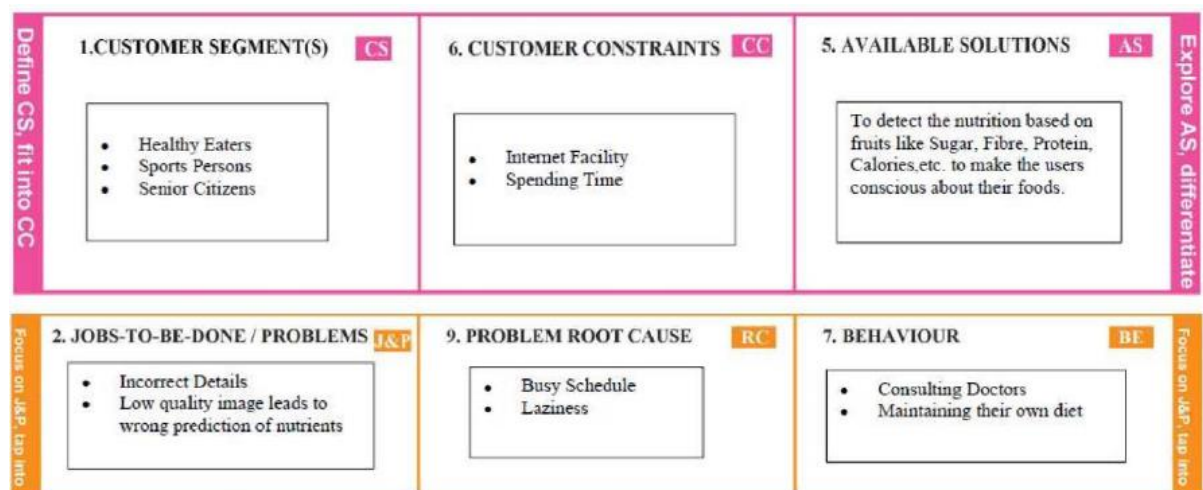 Define CS, fit into CC
1.CUSTOMER SEGMENT(S) CS
• Healthy Eaters
• Sports Persons
• Senior Citizens
6. CUSTOMER CONSTRAINTS CC
• Internet Facility
• Spending Time
5. AVAILABLE SOLUTIONS AS
To detect the nutrition based on
fruits like Sugar, Fibre, Protein,
Calories,etc. to make the users
conscious about their foods.
Explore AS, differentiate
Focus on J&P, tap into
2. JOBS-TO-BE-DONE / PROBLEMS J&P
• Incorrect Details
• Low quality image leads to
wrong prediction of nutrients
9. PROBLEM ROOT CAUSE RC
• Busy Schedule
• Laziness
7. BEHAVIOUR BE
• Consulting Doctors
• Maintaining their own diet
Focus on J&P, tap into